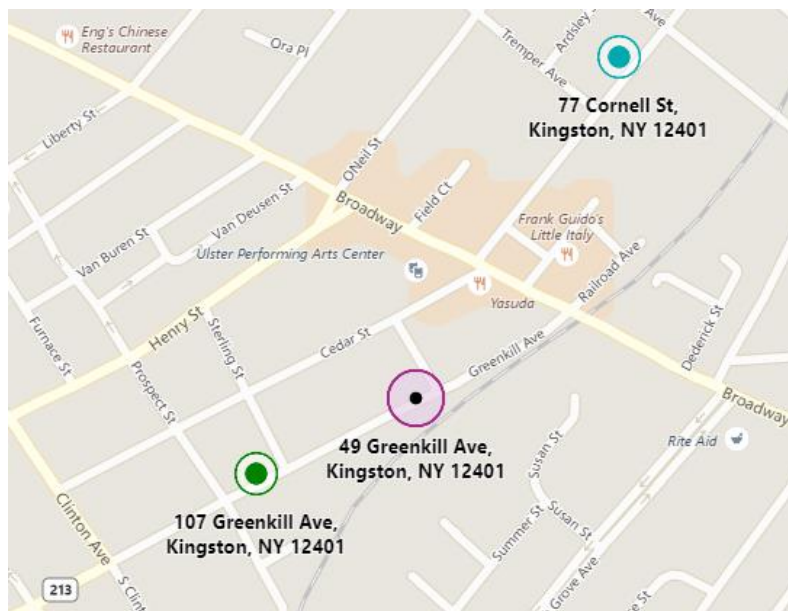 Eng's Chinese
Restaurant
Ora Pl
Tremper Ave
Ardsley
Ave
77 Cornell St,
Kingston, NY 12401
Liberty St
ONeil St
Broadway
Field Ct
Van Deusen St
Van Buren St
Frank Guido's
Little Italy
Ulster Performing Arts Center
Railroad Ave
Yasuda
Henry St
Sterling St
Cedar St
Greenkill Ave
Furnace St
Prospect St
Dederick St
Broadway
49 Greenkill Ave,
Kingston, NY 12401
Rite Aid
Susan St
Susan St
Summer St
Grove Ave
107 Greenkill Ave,
Kingston, NY 12401
Clinton Ave
S Clinton
213